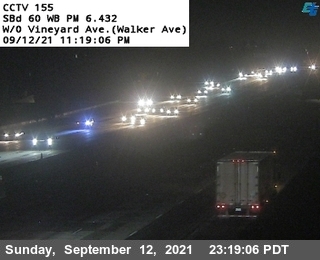 CCTV 155
SBd 60 WB PM 6.432
W/O Vineyard Ave.(Walker Ave)
09/12/21 11:19:06 PM
Sunday, September 12, 2021 23:19:06 PDT